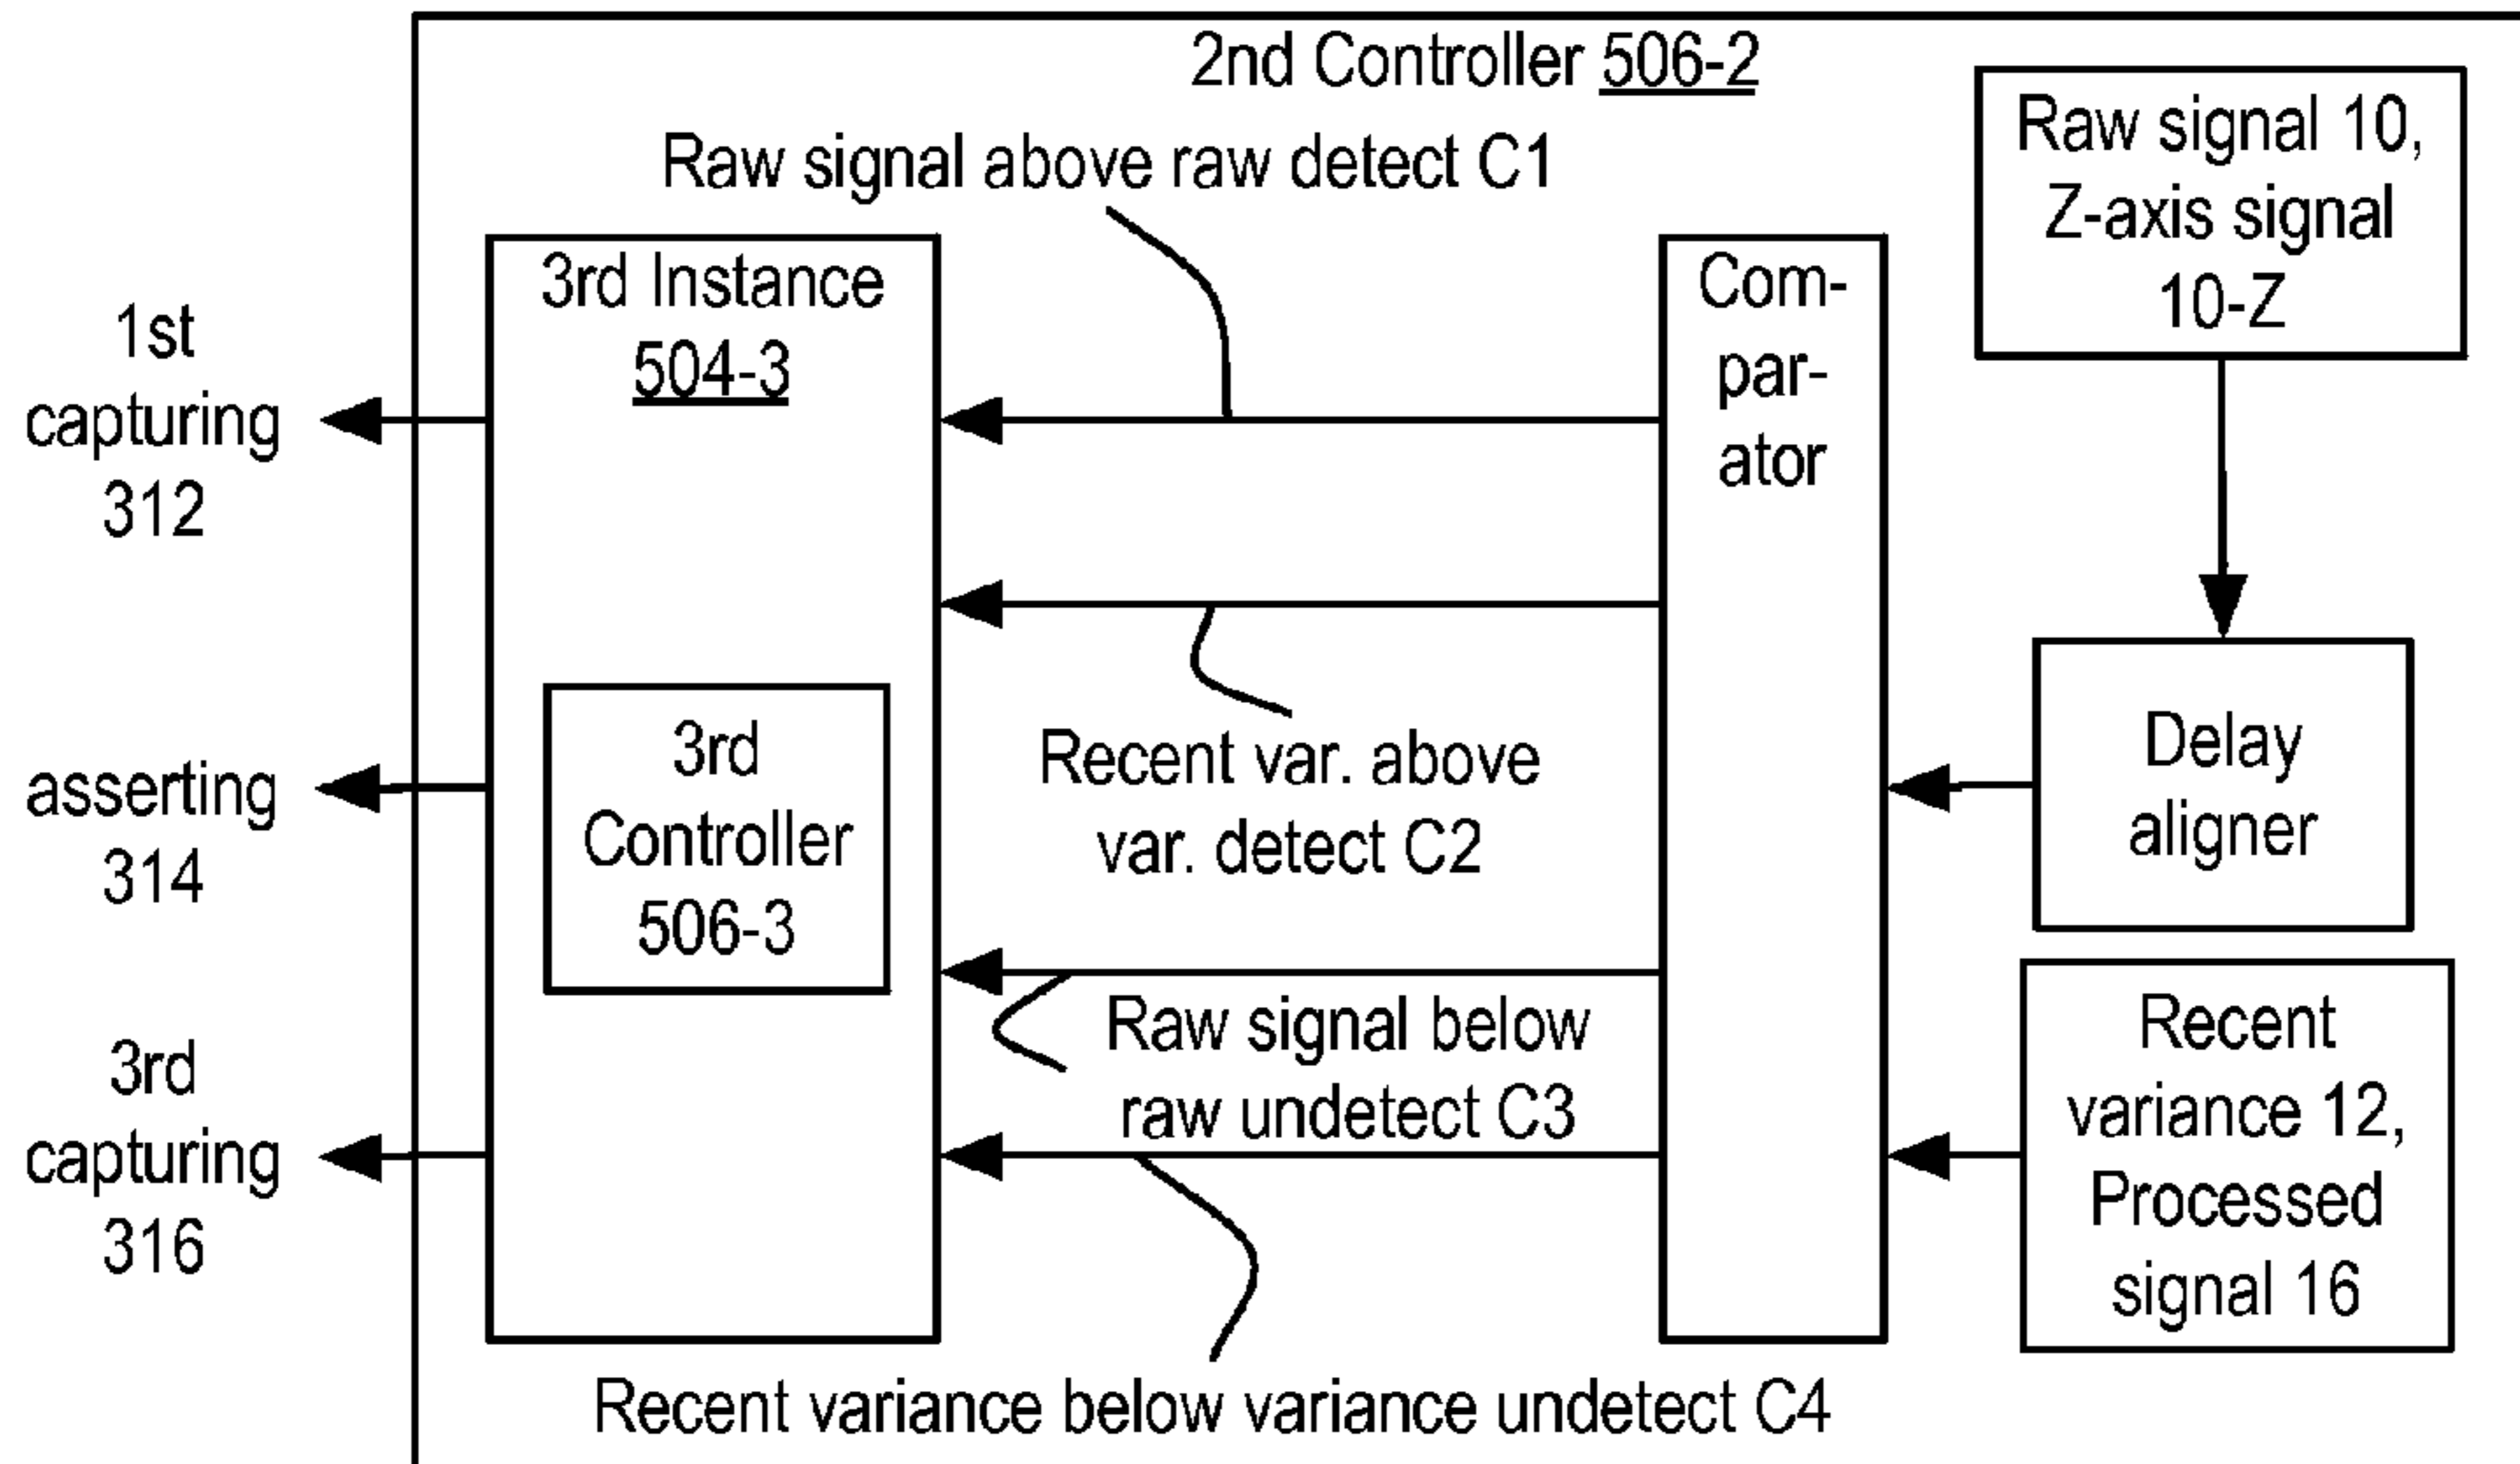 2nd Controller 506-2
Raw signal above raw detect C1
Raw signal 10,
Z-axis signal
10-Z
3rd Instance
504-3
Com-
par-
ator
1st
capturing
312
asserting
314
3rd
capturing
316
3rd
Controller
506-3
Recent var. above
var. detect C2
Raw signal below
raw undetect C3
Recent variance below variance undetect C4
Delay
aligner
Recent
variance 12,
Processed
signal 16